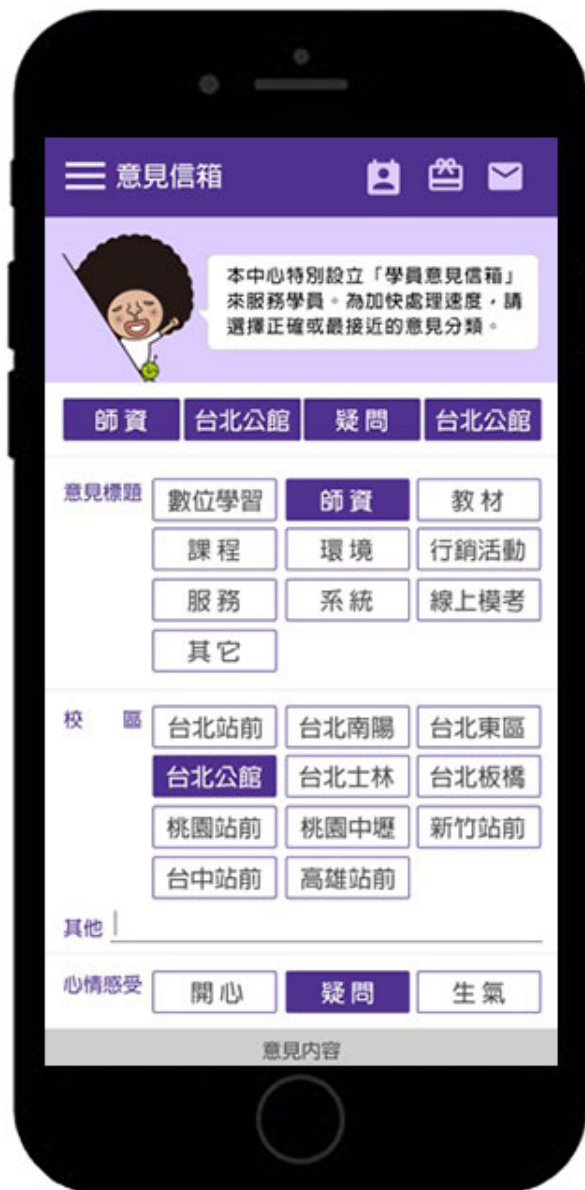 意見信箱
本中心特別設立「學員意見信箱」
來服務學員。為加快處理速度，請
選擇正確或最接近的意見分類。
師資 台北公館 疑問 台北公館
意見標題 數位學習 師資 教材
課程 環境 行銷活動
服務 系統 線上模考
其它
校區 台北站前 台北南陽 台北東區
台北公館 台北士林 台北板橋
桃園站前 桃園中壢 新竹站前
台中站前 高雄站前
其他
心情感受 開心 疑問 生氣
意見內容